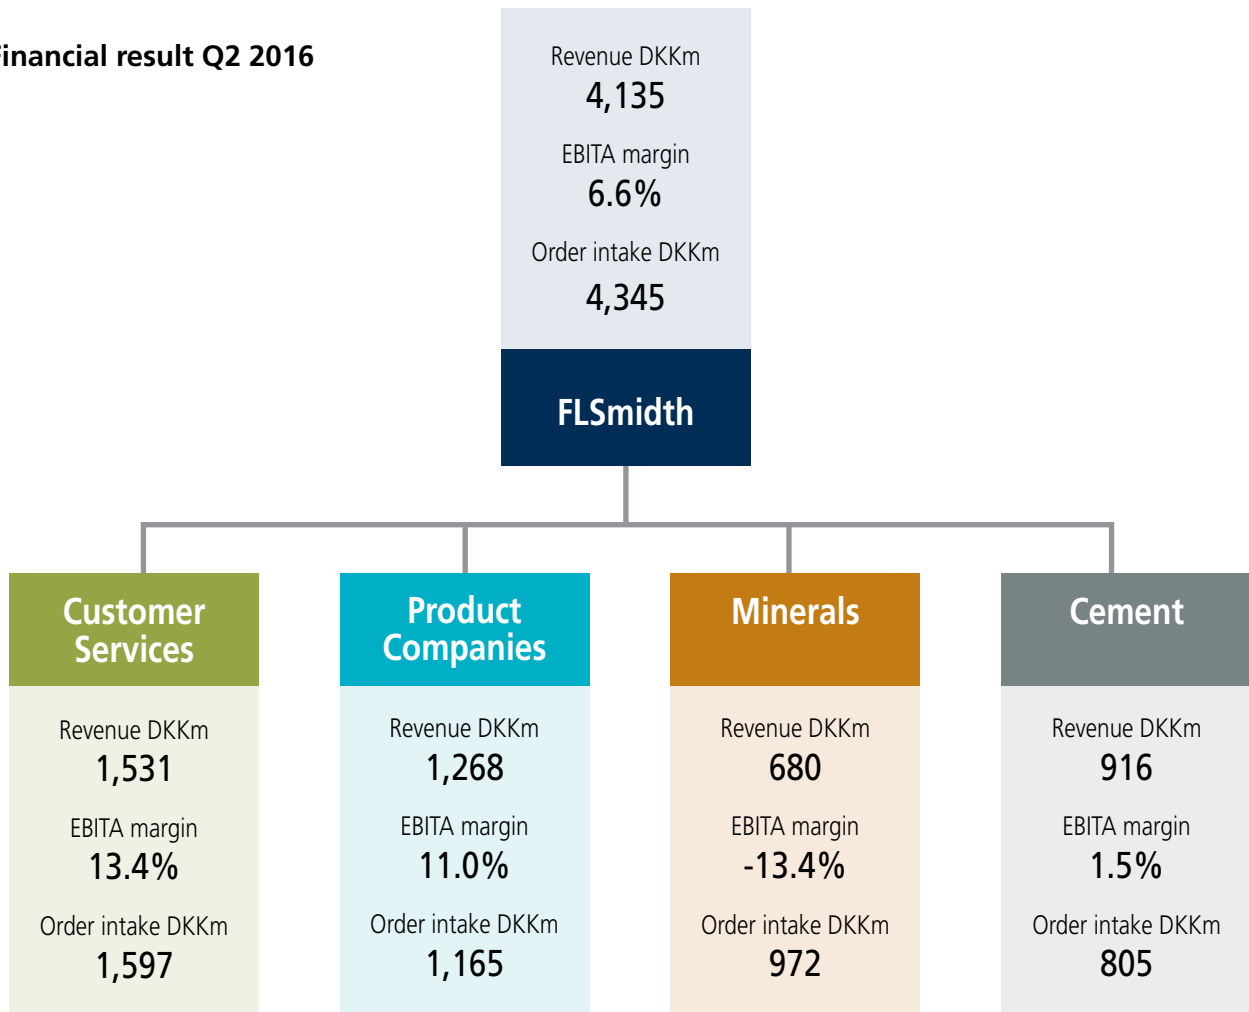 Financial result Q2 2016
Revenue DKKm
4,135
EBITA margin
6.6%
Order intake DKKm
4,345
FLSmidth
Customer
Services
Revenue DKKm
1,531
EBITA margin
13.4%
Order intake DKKm
1,597
Product
Companies
Revenue DKKm
1,268
EBITA margin
11.0%
Order intake DKKm
1,165
Minerals
Revenue DKKm
680
EBITA margin
-13.4%
Order intake DKKm
972
Cement
Revenue DKKm
916
EBITA margin
1.5%
Order intake DKKm
805